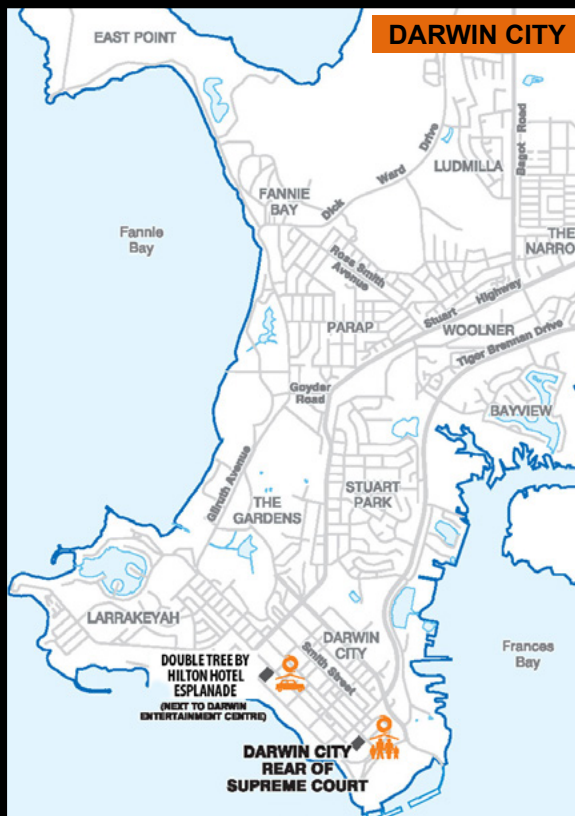 DARWIN CITY
EAST POINT
Bagot Road
Dick Ward Drive
LUDMILLA
FANNIE
BAY
Fannie
Bay
THE
NARRO
Ross Smith
Avenue
Stuart Highway
PARAP
WOOLNER
Tiger Brennan Drive
Goyder
Road
BAYVIEW
Gilruth Avenue
STUART
PARK
THE
GARDENS
LARRAKEYAH
DARWIN
CITY
Smith Street
Frances
Bay
DOUBLE TREE BY
HILTON HOTEL
ESPLANADE
(NEXT TO DARWIN
ENTERTAINMENT CENTRE)
DARWIN CITY
REAR OF
SUPREME COURT